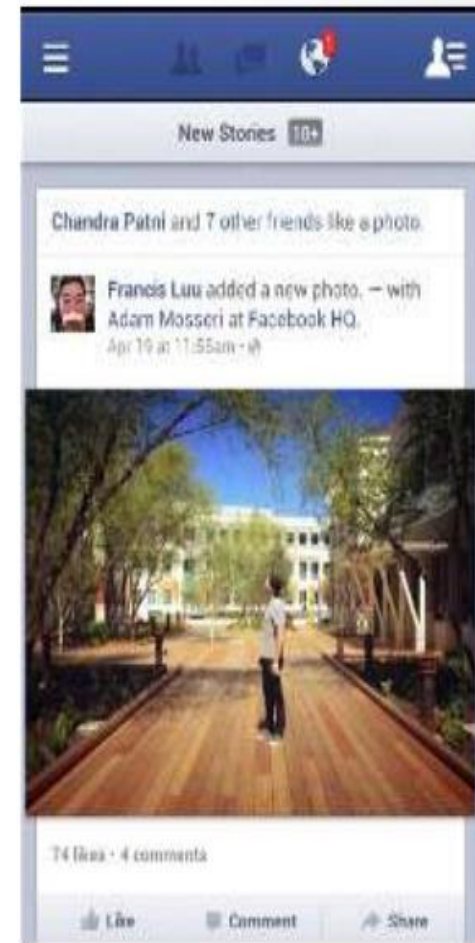 1
New Stories 10+
Chandra Patni and 7 other friends like a photo.
Francis Luu added a new photo. — with
Adam Mosseri at Facebook HQ.
Apr 19 at 11:55am ·
74 likes · 4 comments
Like Comment Share